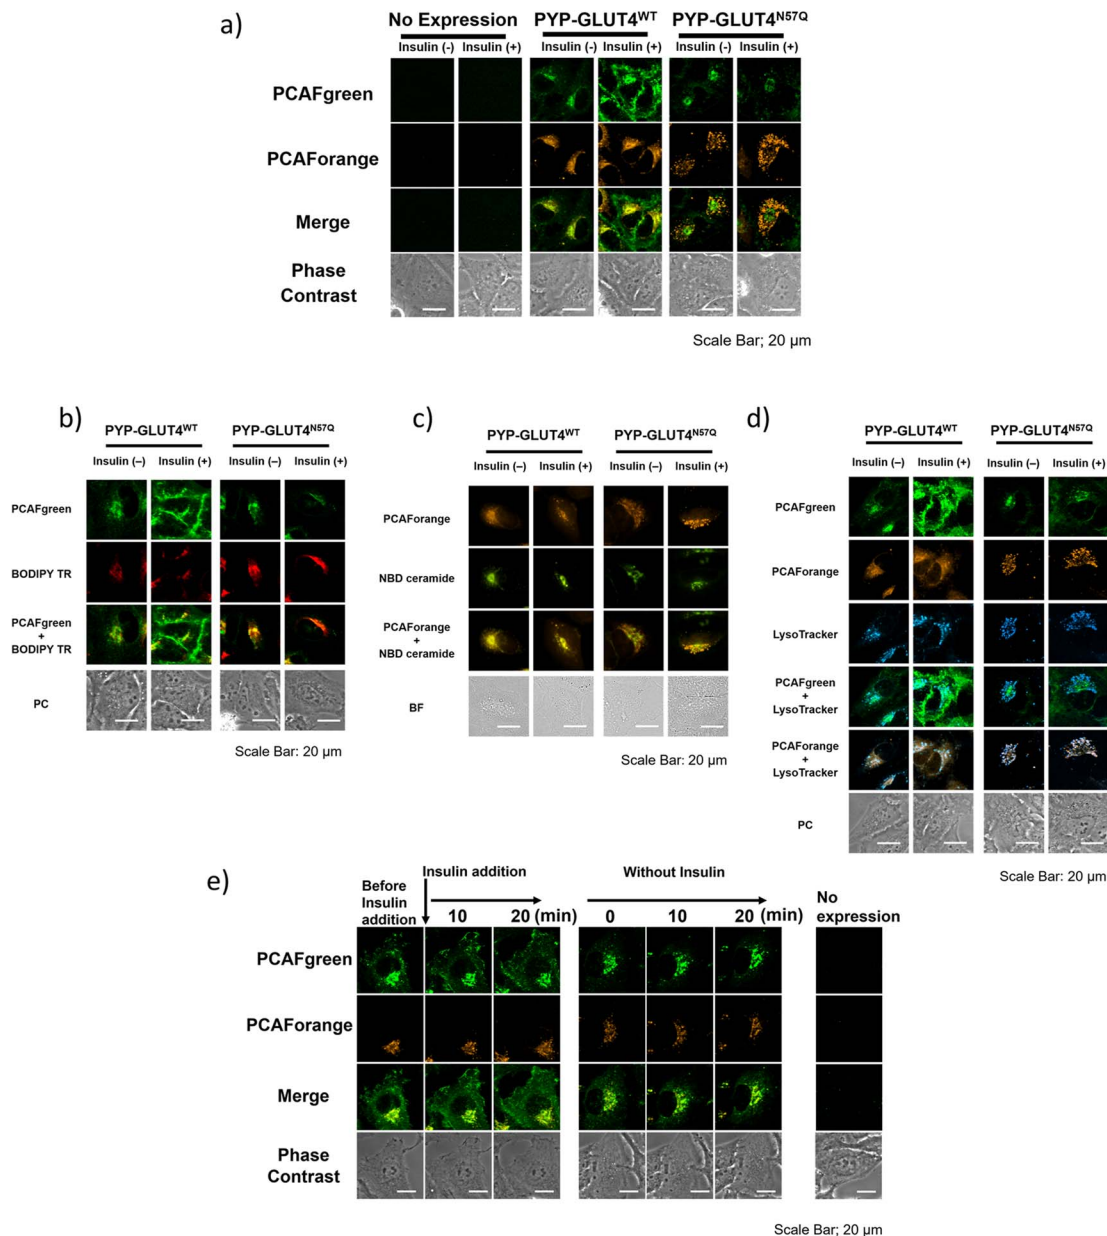 a)
No Expression PYP-GLUT4WT PYP-GLUT4N57Q
Insulin (-) Insulin (+) Insulin (-) Insulin (+) Insulin (-) Insulin (+)
PCAFgreen
PCAForange
Merge
Phase
Contrast
Scale Bar; 20 µm
b)
PYP-GLUT4WT PYP-GLUT4N57Q
Insulin (–) Insulin (+) Insulin (–) Insulin (+)
PCAFgreen
BODIPY TR
PCAFgreen
+
BODIPY TR
PC
Scale Bar: 20 µm
c)
PYP-GLUT4WT PYP-GLUT4N57Q
Insulin (–) Insulin (+) Insulin (–) Insulin (+)
PCAForange
NBD ceramide
PCAForange
+
NBD ceramide
BF
Scale Bar: 20 µm
d)
PYP-GLUT4WT PYP-GLUT4N57Q
Insulin (–) Insulin (+) Insulin (–) Insulin (+)
PCAFgreen
PCAForange
LysoTracker
PCAFgreen
+
LysoTracker
PCAForange
+
LysoTracker
PC
Scale Bar: 20 µm
e)
Before
Insulin
addition
Insulin addition
10 20 (min)
Without Insulin
0 10 20 (min)
No
expression
PCAFgreen
PCAForange
Merge
Phase
Contrast
Scale Bar; 20 µm